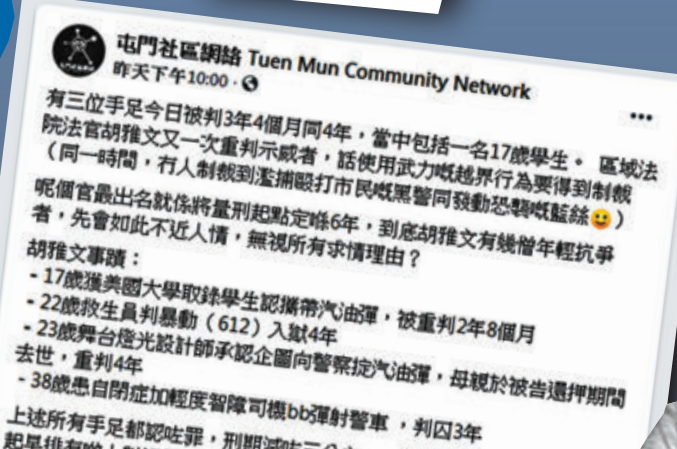 屯門社區網絡 Tuen Mun Community Network
昨天下午10:00 ·
有三位手足今日被判3年4個月同4年，當中包括一名17歲學生。 區域法
院法官胡雅文又一次重判示威者，話使用武力嘅越界行為要得到制裁
（同一時間，冇人制裁到濫捕毆打市民嘅黑警同發動恐襲嘅藍絲😀）
呢個官最出名就係將量刑起點定喺6年，到底胡雅文有幾憎年輕抗爭
者，先會如此不近人情，無視所有求情理由？
胡雅文事蹟：
- 17歲獲美國大學取錄學生認攜帶汽油彈，被重判2年8個月
- 22歲救生員判暴動（612）入獄4年
- 23歲舞台燈光設計師承認企圖向警察掟汽油彈，母親於被告還押期間
去世，重判4年
- 38歲患自閉症加輕度智障司機bb彈射警車 ，判囚3年
上述所有手足都認咗罪，刑期減咗三分